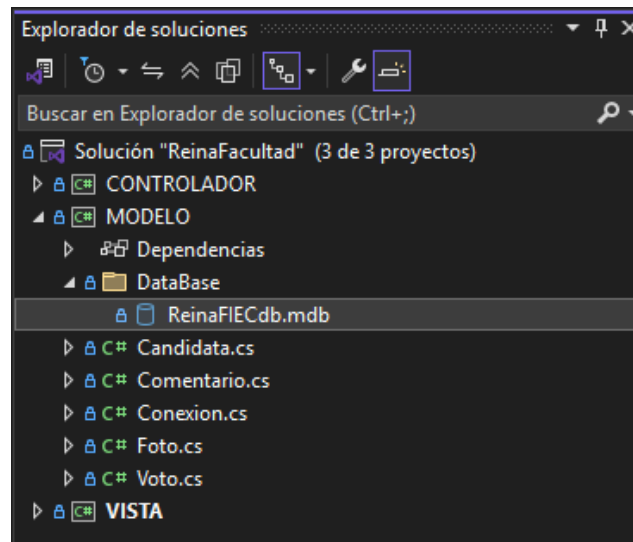 Explorador de soluciones
Buscar en Explorador de soluciones (Ctrl+;)
Solución "ReinaFacultad" (3 de 3 proyectos)
C# CONTROLADOR
C# MODELO
Dependencias
DataBase
ReinaFIECdb.mdb
C# Candidata.cs
C# Comentario.cs
C# Conexion.cs
C# Foto.cs
C# Voto.cs
C# VISTA